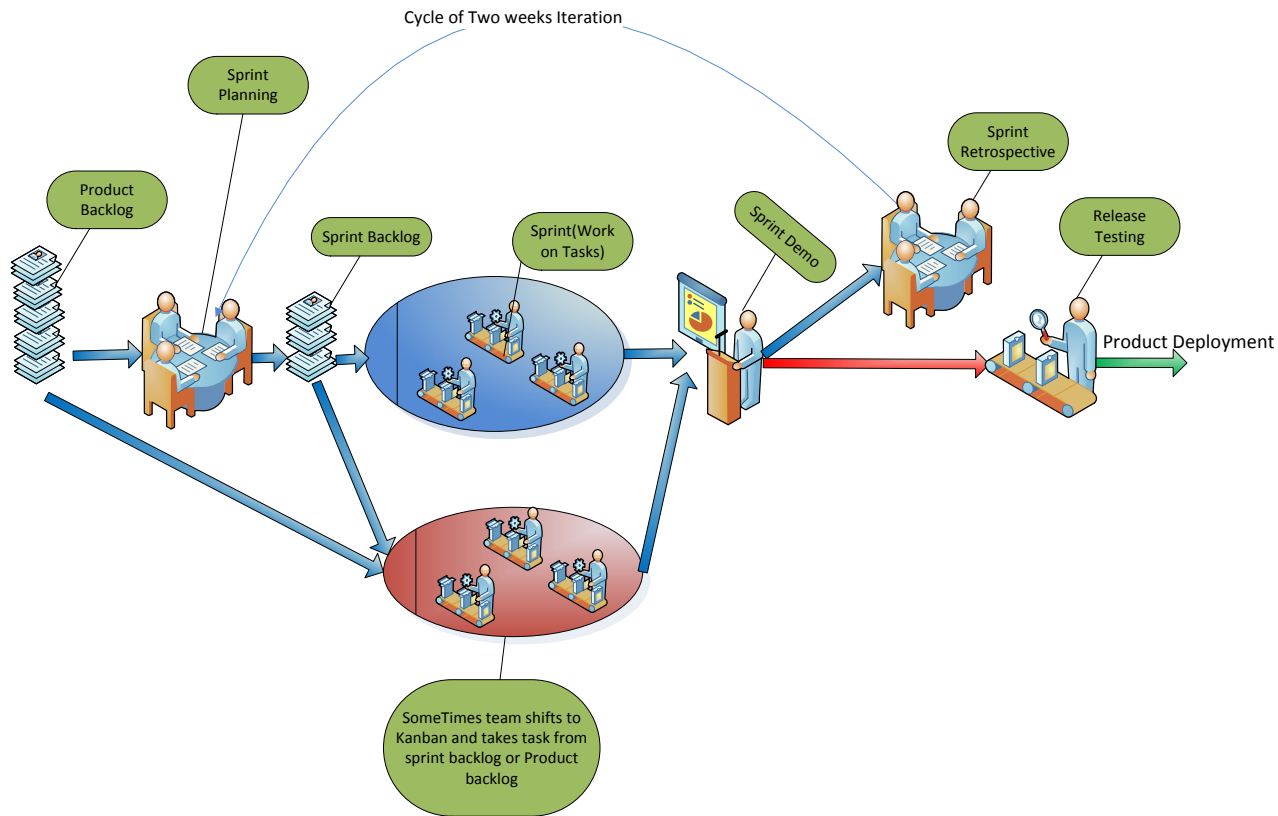 Cycle of Two weeks Iteration
Sprint
Planning
Sprint
Retrospective
Product
Backlog
Sprint Backlog
Sprint(Work
on Tasks)
Sprint Demo
Release
Testing
Product Deployment
SomeTimes team shifts to
Kanban and takes task from
sprint backlog or Product
backlog